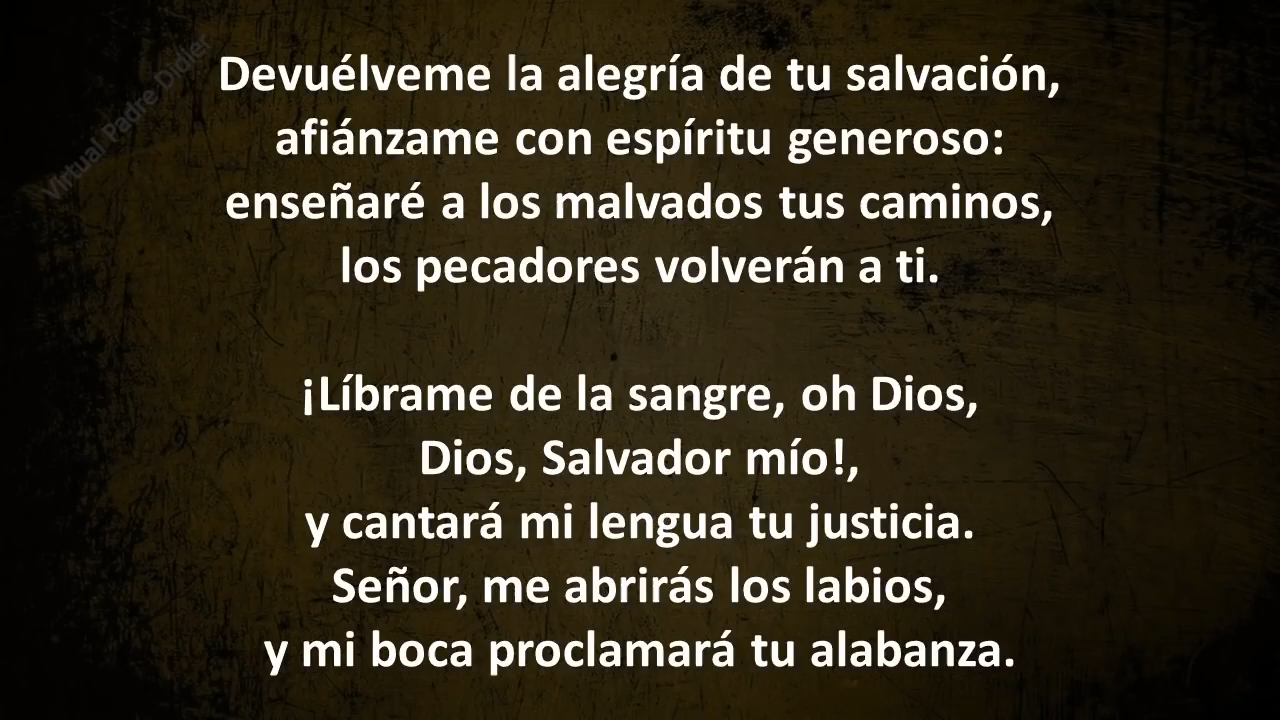 Virtual Padre Didier
Devuélveme la alegría de tu salvación,
afiánzame con espíritu generoso:
enseñaré a los malvados tus caminos,
los pecadores volverán a ti.
¡Líbrame de la sangre, oh Dios,
Dios, Salvador mío!,
y cantará mi lengua tu justicia.
Señor, me abrirás los labios,
y mi boca proclamará tu alabanza.